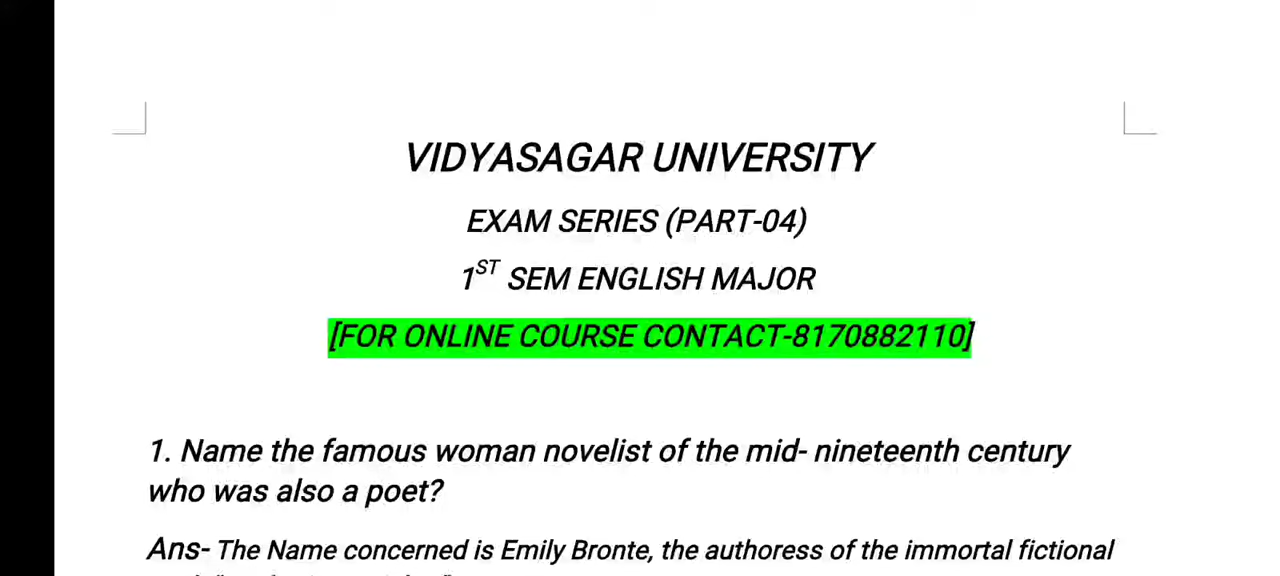 VIDYASAGAR UNIVERSITY
EXAM SERIES (PART-04)
1ST SEM ENGLISH MAJOR
[FOR ONLINE COURSE CONTACT-8170882110]
1. Name the famous woman novelist of the mid- nineteenth century
who was also a poet?
Ans- The Name concerned is Emily Bronte, the authoress of the immortal fictional